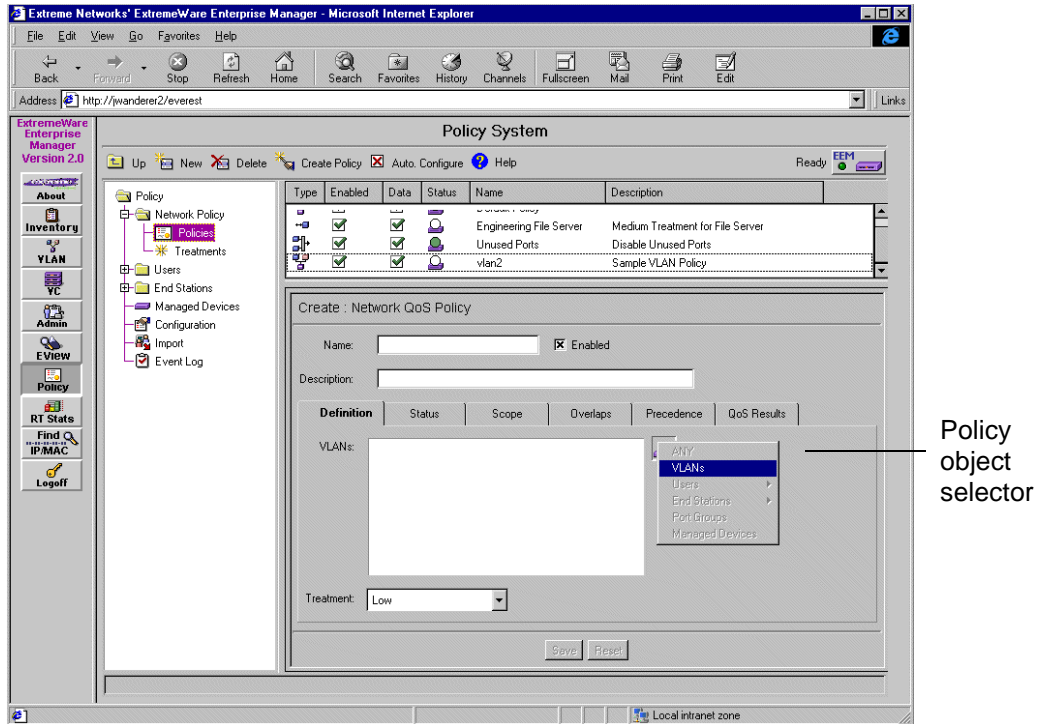 Extreme Networks' ExtremeWare Enterprise Manager - Microsoft Internet Explorer
File Edit View Go Favorites Help
Back Forward Stop Refresh Home Search Favorites History Channels Fullscreen Mail Print Edit
Address http://jwanderer2/everest Links
ExtremeWare
Enterprise
Manager
Version 2.0
Policy System
Up New Delete Create Policy Auto. Configure Help Ready EEM
About
Inventory
VLAN
VC
Admin
EView
Policy
RT Stats
Find
IP/MAC
Logoff
Policy
Network Policy
Policies
Treatments
Users
End Stations
Managed Devices
Configuration
Import
Event Log
Type Enabled Data Status Name Description
Default Policy
Engineering File Server Medium Treatment for File Server
Unused Ports Disable Unused Ports
vlan2 Sample VLAN Policy
Create : Network QoS Policy
Name: Enabled
Description:
Definition Status Scope Overlaps Precedence QoS Results
VLANs:
ANY
VLANs
Users
End Stations
Port Groups
Managed Devices
Treatment: Low
Save Reset
Local intranet zone
Policy
object
selector